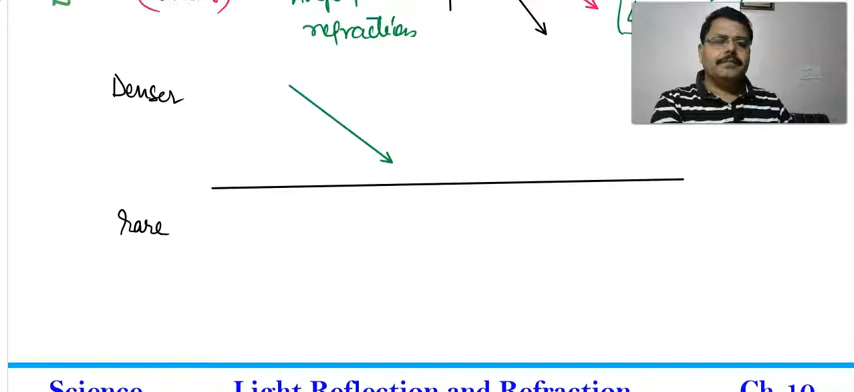 refraction
Denser
rare
Science Light Reflection and Refraction Ch 10